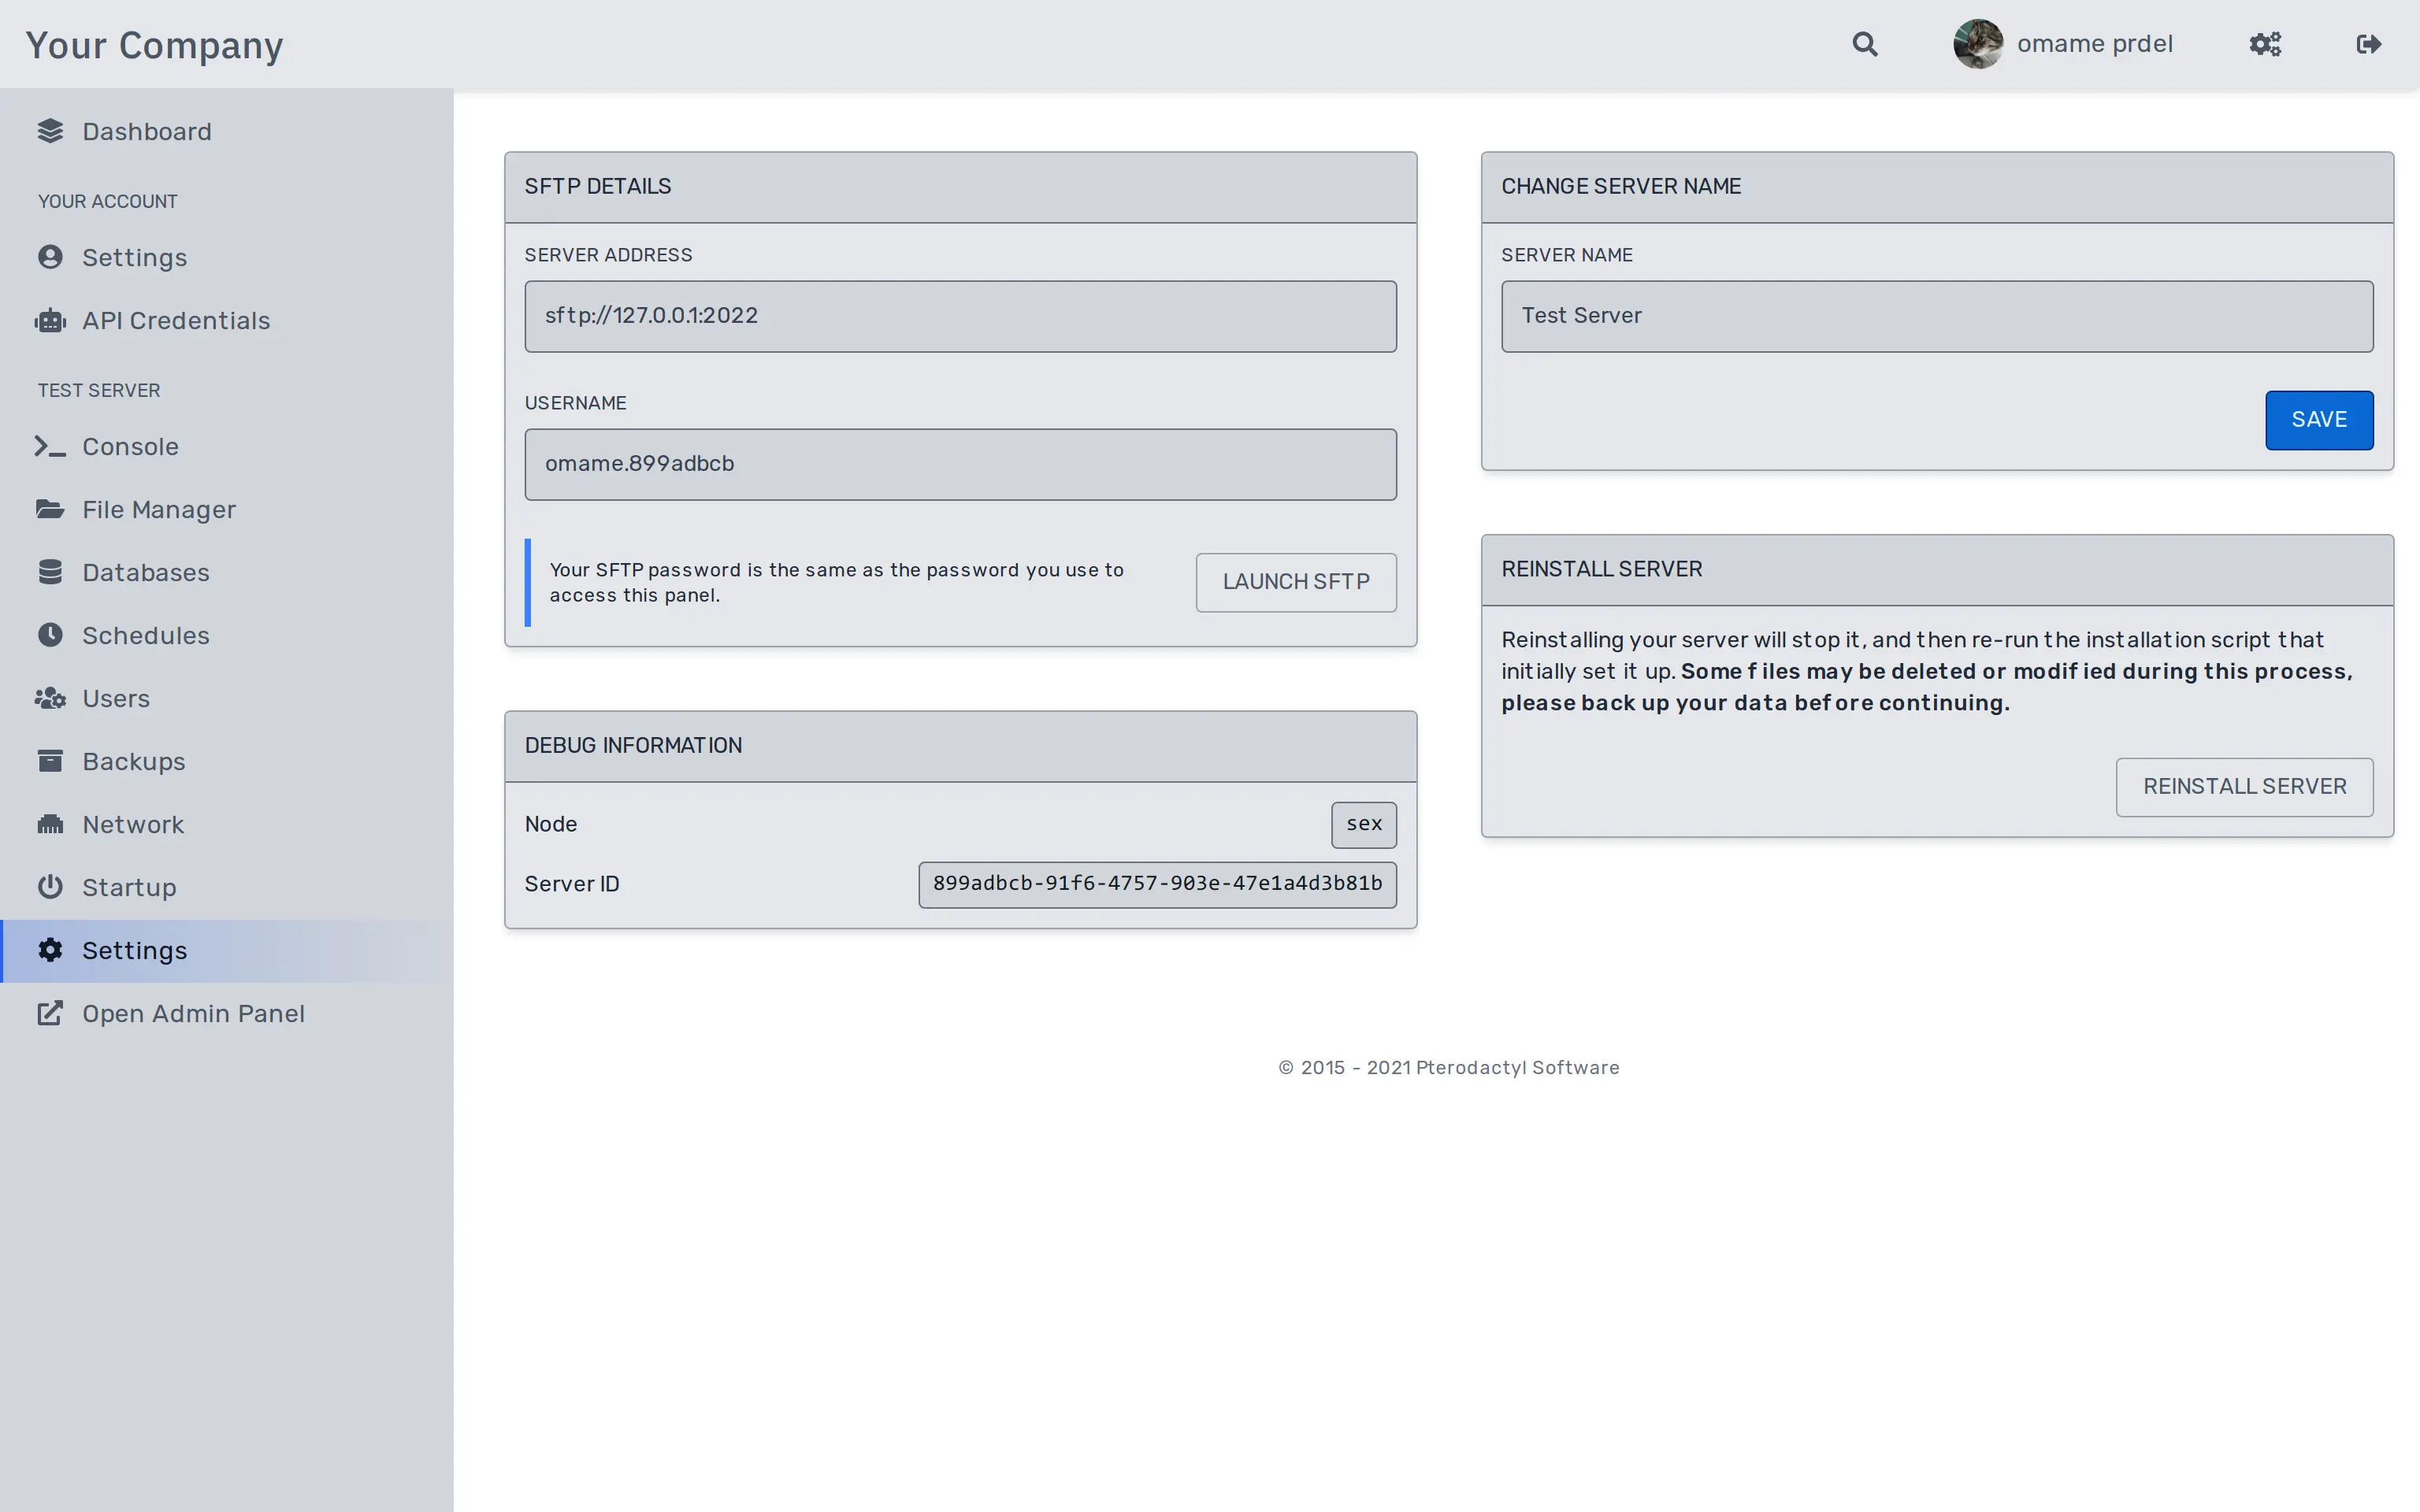 Your Company
omame prdel
Dashboard
YOUR ACCOUNT
Settings
API Credentials
TEST SERVER
Console
File Manager
Databases
Schedules
Users
Backups
Network
Startup
Settings
Open Admin Panel
SFTP DETAILS
SERVER ADDRESS
sftp://127.0.0.1:2022
USERNAME
omame.899adbcb
Your SFTP password is the same as the password you use to
access this panel.
LAUNCH SFTP
DEBUG INFORMATION
Node
sex
Server ID
899adbcb-91f6-4757-903e-47e1a4d3b81b
CHANGE SERVER NAME
SERVER NAME
Test Server
SAVE
REINSTALL SERVER
Reinstalling your server will stop it, and then re-run the installation script that
initially set it up. Some files may be deleted or modified during this process,
please back up your data before continuing.
REINSTALL SERVER
© 2015 - 2021 Pterodactyl Software